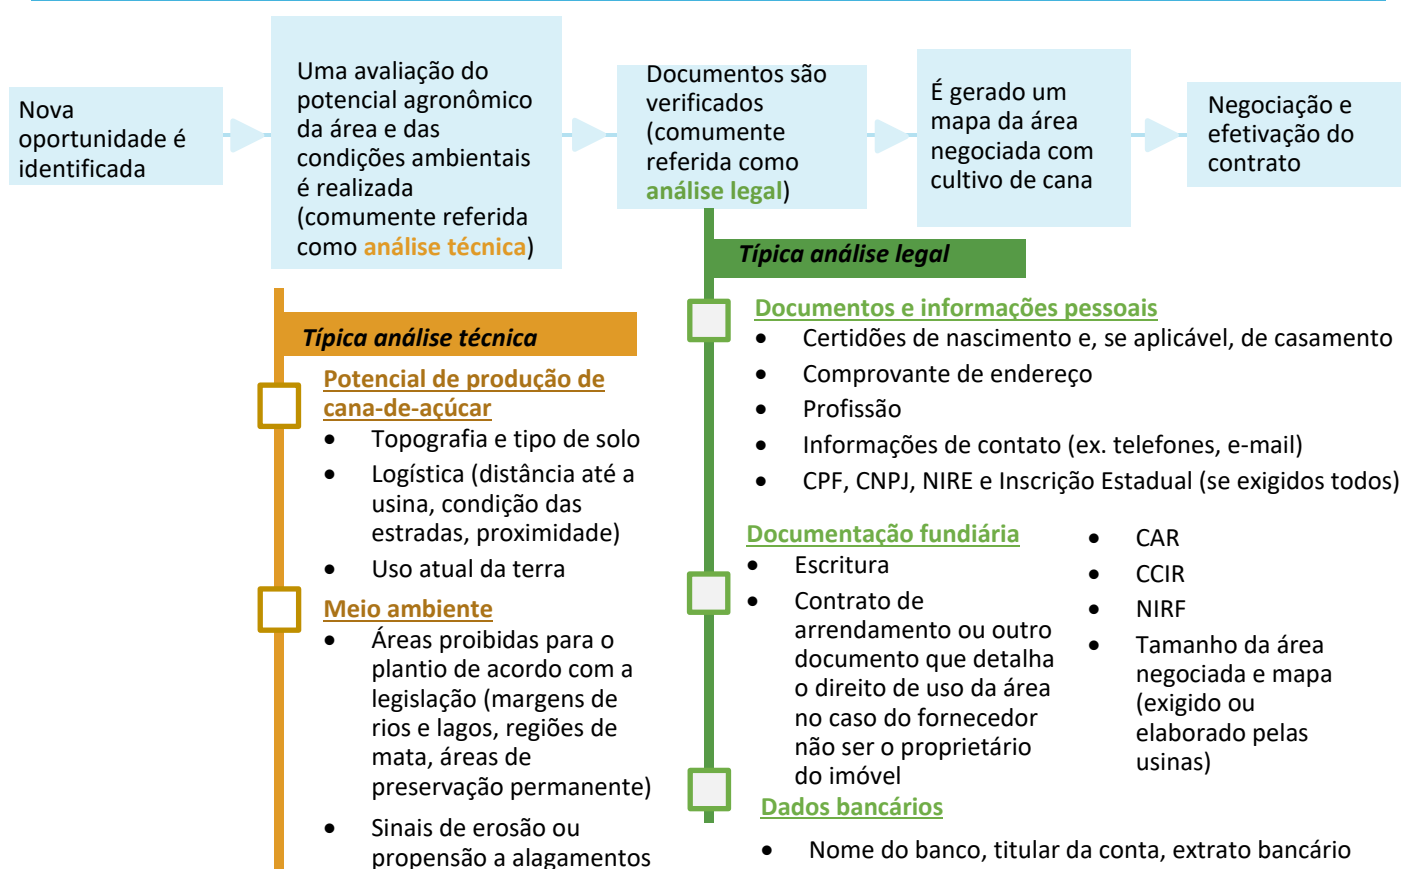 Nova
oportunidade é
identificada
Uma avaliação do
potencial agronômico
da área e das
condições ambientais
é realizada
(comumente referida
como análise técnica)
Documentos são
verificados
(comumente
referida como
análise legal)
É gerado um
mapa da área
negociada com
cultivo de cana
Negociação e
efetivação do
contrato
Típica análise técnica
Potencial de produção de
cana-de-açúcar
• Topografia e tipo de solo
• Logística (distância até a
usina, condição das
estradas, proximidade)
• Uso atual da terra
Meio ambiente
• Áreas proibidas para o
plantio de acordo com a
legislação (margens de
rios e lagos, regiões de
mata, áreas de
preservação permanente)
• Sinais de erosão ou
propensão a alagamentos
Típica análise legal
Documentos e informações pessoais
• Certidões de nascimento e, se aplicável, de casamento
• Comprovante de endereço
• Profissão
• Informações de contato (ex. telefones, e-mail)
• CPF, CNPJ, NIRE e Inscrição Estadual (se exigidos todos)
Documentação fundiária
• Escritura
• Contrato de
arrendamento ou outro
documento que detalha
o direito de uso da área
no caso do fornecedor
não ser o proprietário
do imóvel
• CAR
• CCIR
• NIRF
• Tamanho da área
negociada e mapa
(exigido ou
elaborado pelas
usinas)
Dados bancários
• Nome do banco, titular da conta, extrato bancário